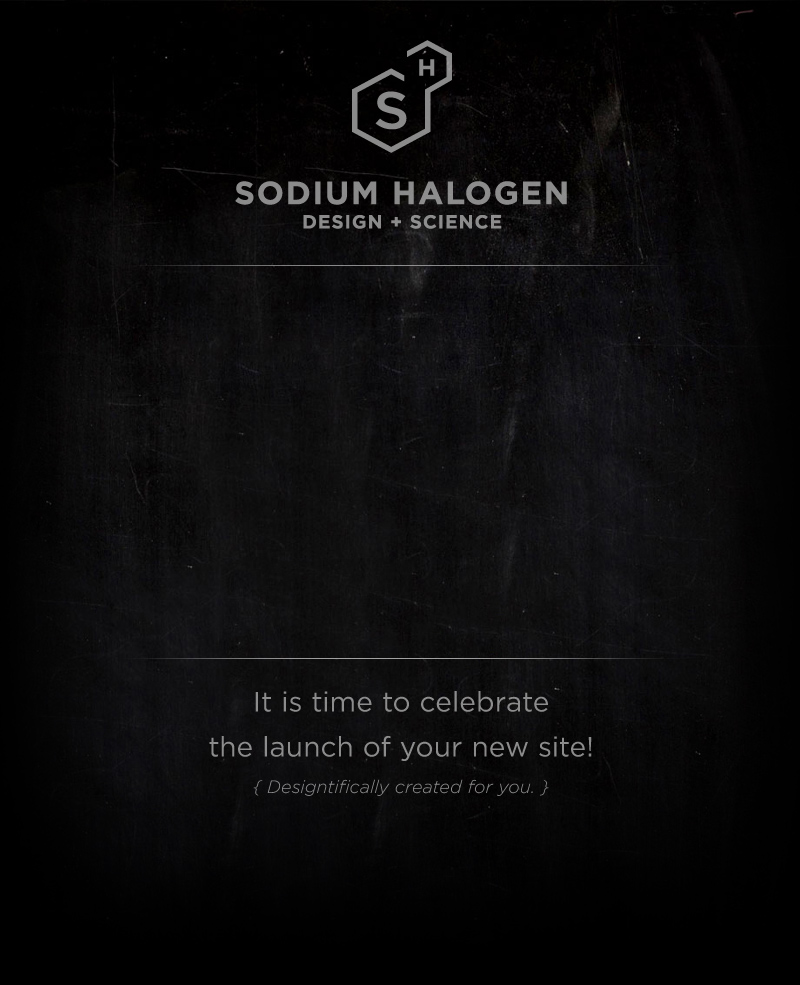 H
S
SODIUM HALOGEN
DESIGN + SCIENCE
It is time to celebrate
the launch of your new site!
{ Designtifically created for you. }